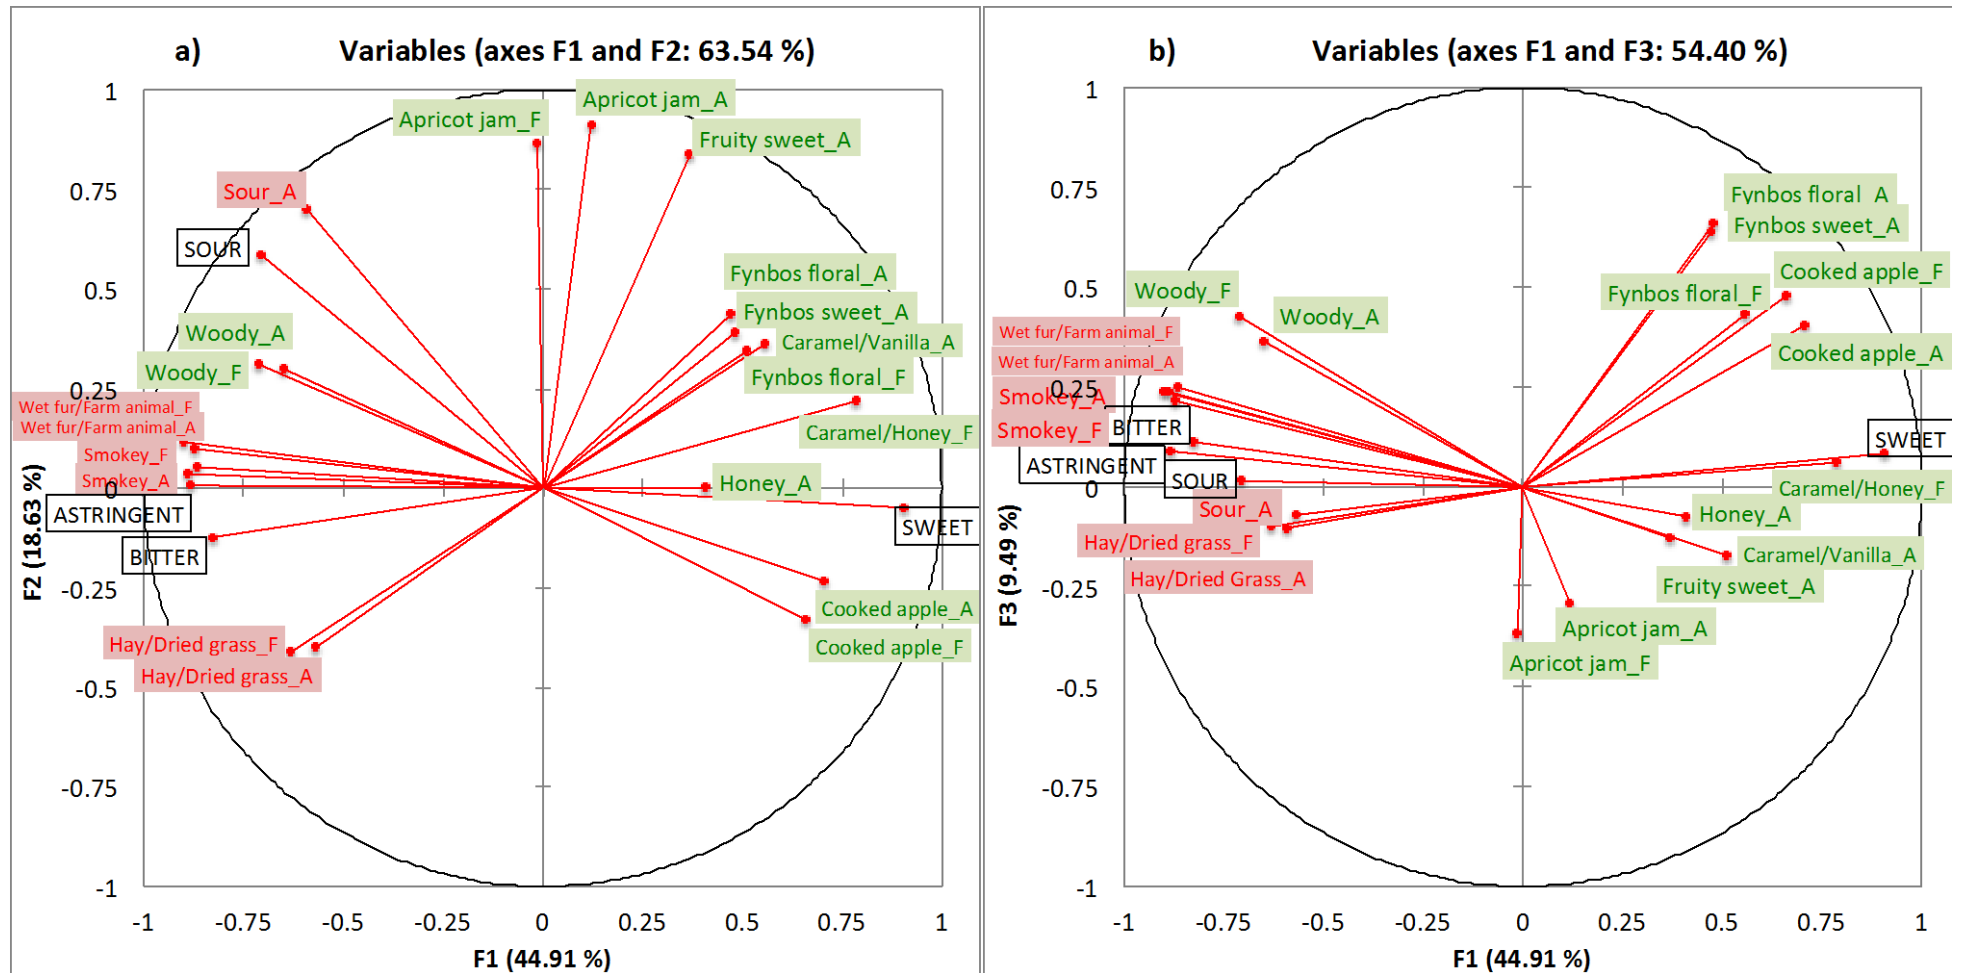 a) Variables (axes F1 and F2: 63.54 %)
Apricot jam_A
Apricot jam_F
Fruity sweet_A
Sour_A
SOUR
Fynbos floral_A
Fynbos sweet_A
Woody_A
Caramel/Vanilla_A
Woody_F
Fynbos floral_F
Wet fur/Farm animal_F
Wet fur/Farm animal_A
Caramel/Honey_F
Smokey_F
Smokey_A
Honey_A
ASTRINGENT
SWEET
BITTER
Cooked apple_A
Hay/Dried grass_F
Cooked apple_F
Hay/Dried grass_A
1
0.75
0.5
0.25
0
-0.25
-0.5
-0.75
-1
F2 (18.63 %)
-1 -0.75 -0.5 -0.25 0 0.25 0.5 0.75 1
F1 (44.91 %)
b) Variables (axes F1 and F3: 54.40 %)
Fynbos floral_A
Fynbos sweet_A
Cooked apple_F
Woody_F
Fynbos floral_F
Woody_A
Wet fur/Farm animal_F
Cooked apple_A
Wet fur/Farm animal_A
Smokey_A
BITTER
Smokey_F
SWEET
ASTRINGENT
SOUR
Caramel/Honey_F
Sour_A
Honey_A
Hay/Dried grass_F
Caramel/Vanilla_A
Hay/Dried Grass_A
Fruity sweet_A
Apricot jam_A
Apricot jam_F
1
0.75
0.5
0.25
0
-0.25
-0.5
-0.75
-1
F3 (9.49 %)
-1 -0.75 -0.5 -0.25 0 0.25 0.5 0.75 1
F1 (44.91 %)